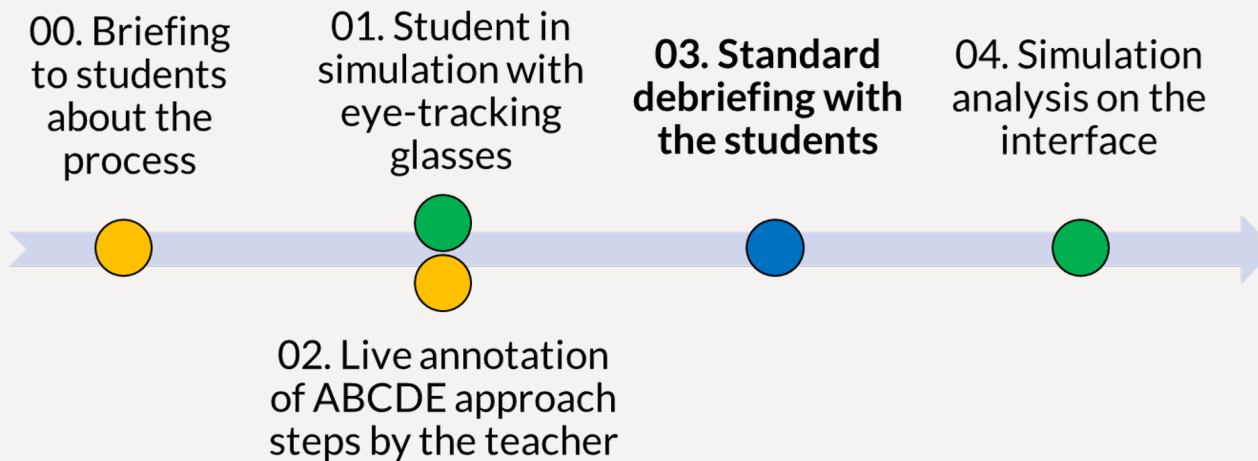 00. Briefing
to students
about the
process
01. Student in
simulation with
eye-tracking
glasses
02. Live annotation
of ABCDE approach
steps by the teacher
03. Standard
debriefing with
the students
04. Simulation
analysis on the
interface